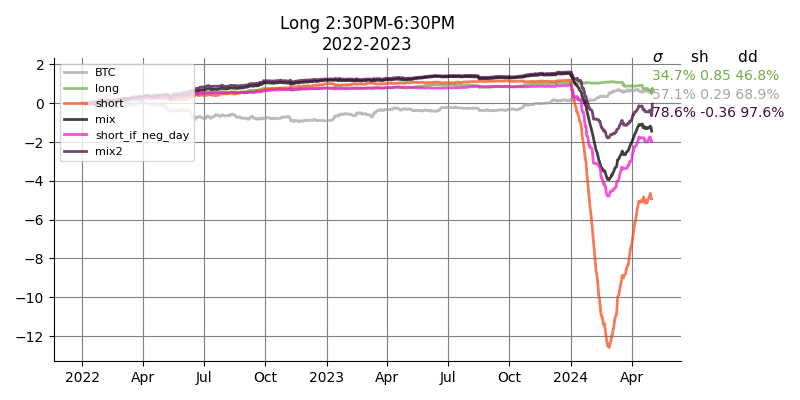 Long 2:30PM-6:30PM
2022-2023
σ sh dd
34.7% 0.85 46.8%
57.1% 0.29 68.9%
78.6% -0.36 97.6%
BTC
long
short
mix
short_if_neg_day
mix2
2
0
−2
−4
−6
−8
−10
−12
2022 Apr Jul Oct 2023 Apr Jul Oct 2024 Apr